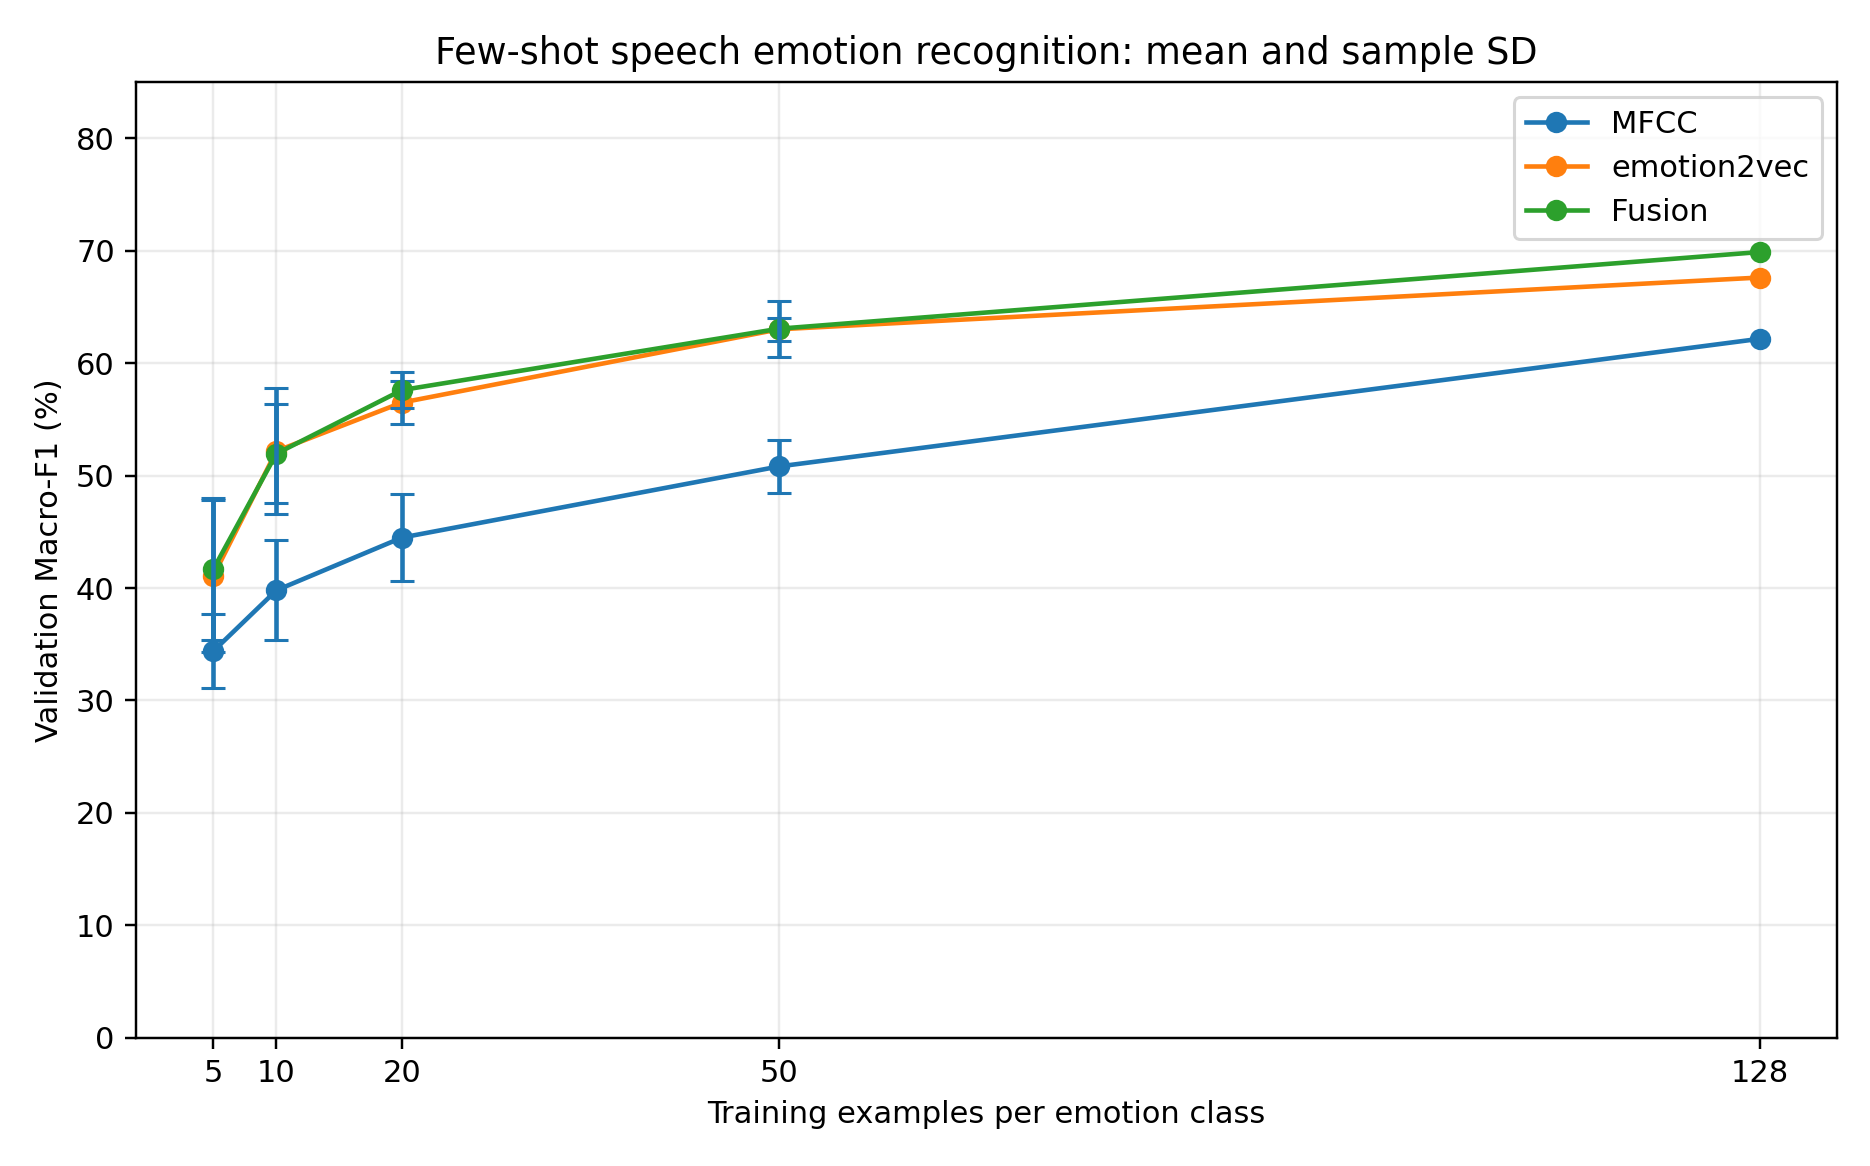 Few-shot speech emotion recognition: mean and sample SD
MFCC
emotion2vec
Fusion
Validation Macro-F1 (%)
80
70
60
50
40
30
20
10
0
5 10 20 50 128
Training examples per emotion class